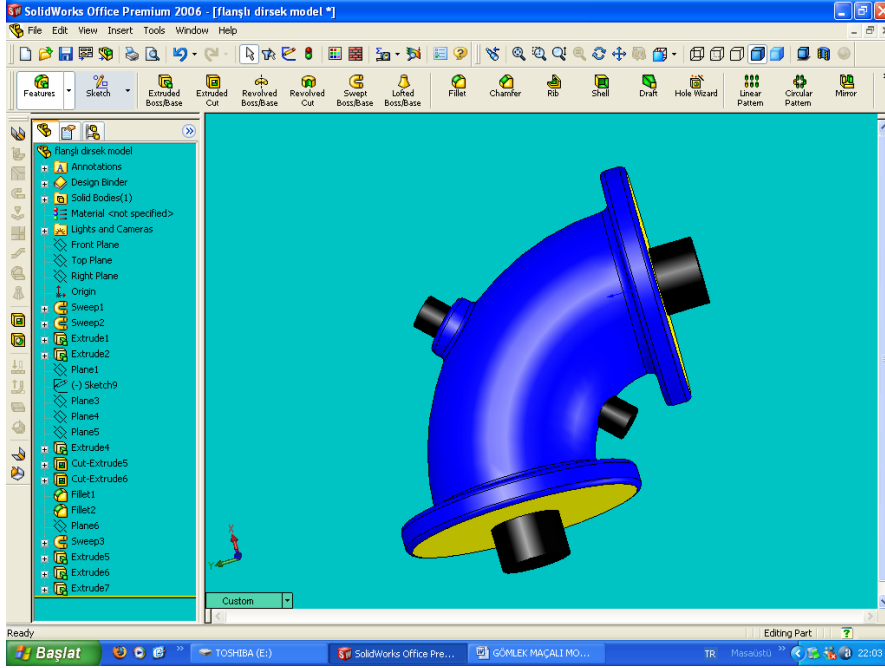 SolidWorks Office Premium 2006 - [flanşlı dirsek model *]
File Edit View Insert Tools Window Help
Features Sketch Extruded Boss/Base Extruded Cut Revolved Boss/Base Revolved Cut Swept Boss/Base Lofted Boss/Base Fillet Chamfer Rib Shell Draft Hole Wizard Linear Pattern Circular Pattern Mirror
flanşlı dirsek model
Annotations
Design Binder
Solid Bodies(1)
Material <not specified>
Lights and Cameras
Front Plane
Top Plane
Right Plane
Origin
Sweep1
Sweep2
Extrude1
Extrude2
Plane1
(-) Sketch9
Plane3
Plane4
Plane5
Extrude4
Cut-Extrude5
Cut-Extrude6
Fillet1
Fillet2
Plane6
Sweep3
Extrude5
Extrude6
Extrude7
X
Y
Custom
Ready Editing Part ?
Başlat » TOSHIBA (E:) SolidWorks Office Pre... GÖMLEK MAÇALI MO... TR Masaüstü » 22:03